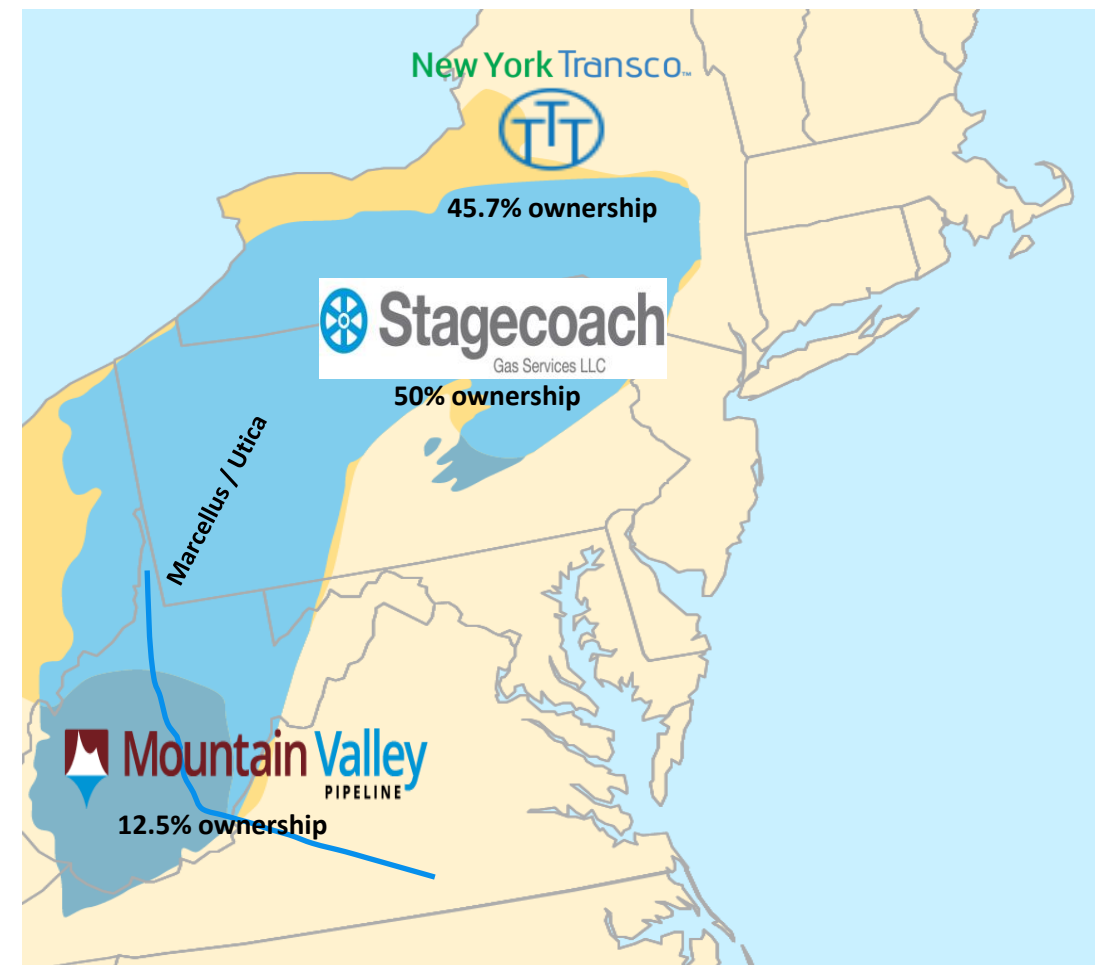 New York Transco™
TTT
45.7% ownership
Stagecoach
Gas Services LLC
50% ownership
Marcellus / Utica
Mountain Valley
PIPELINE
12.5% ownership